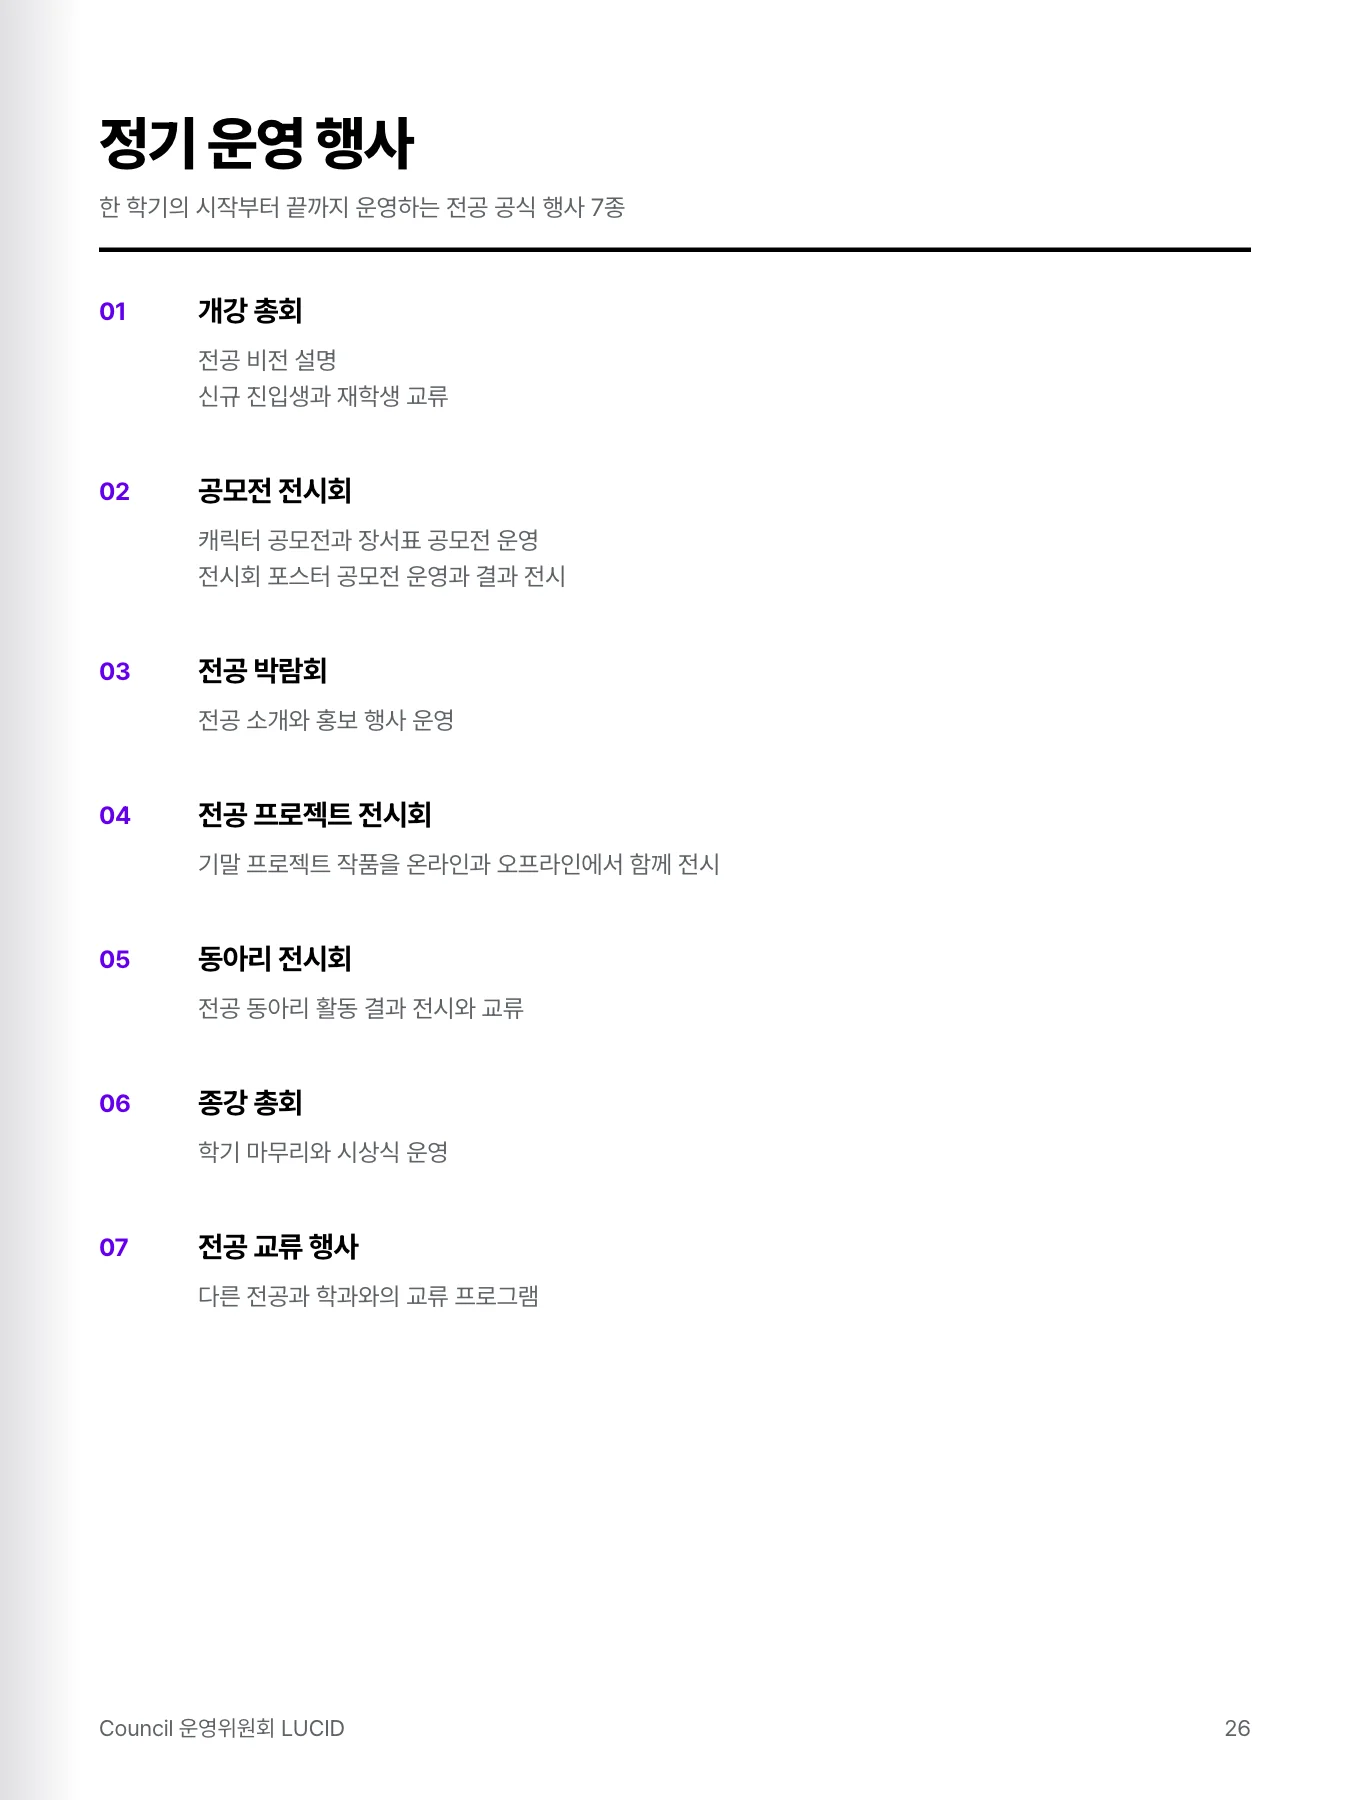 정기 운영 행사
한 학기의 시작부터 끝까지 운영하는 전공 공식 행사 7종
01 개강 총회
전공 비전 설명
신규 진입생과 재학생 교류
02 공모전 전시회
캐릭터 공모전과 장서표 공모전 운영
전시회 포스터 공모전 운영과 결과 전시
03 전공 박람회
전공 소개와 홍보 행사 운영
04 전공 프로젝트 전시회
기말 프로젝트 작품을 온라인과 오프라인에서 함께 전시
05 동아리 전시회
전공 동아리 활동 결과 전시와 교류
06 종강 총회
학기 마무리와 시상식 운영
07 전공 교류 행사
다른 전공과 학과와의 교류 프로그램
Council 운영위원회 LUCID 26